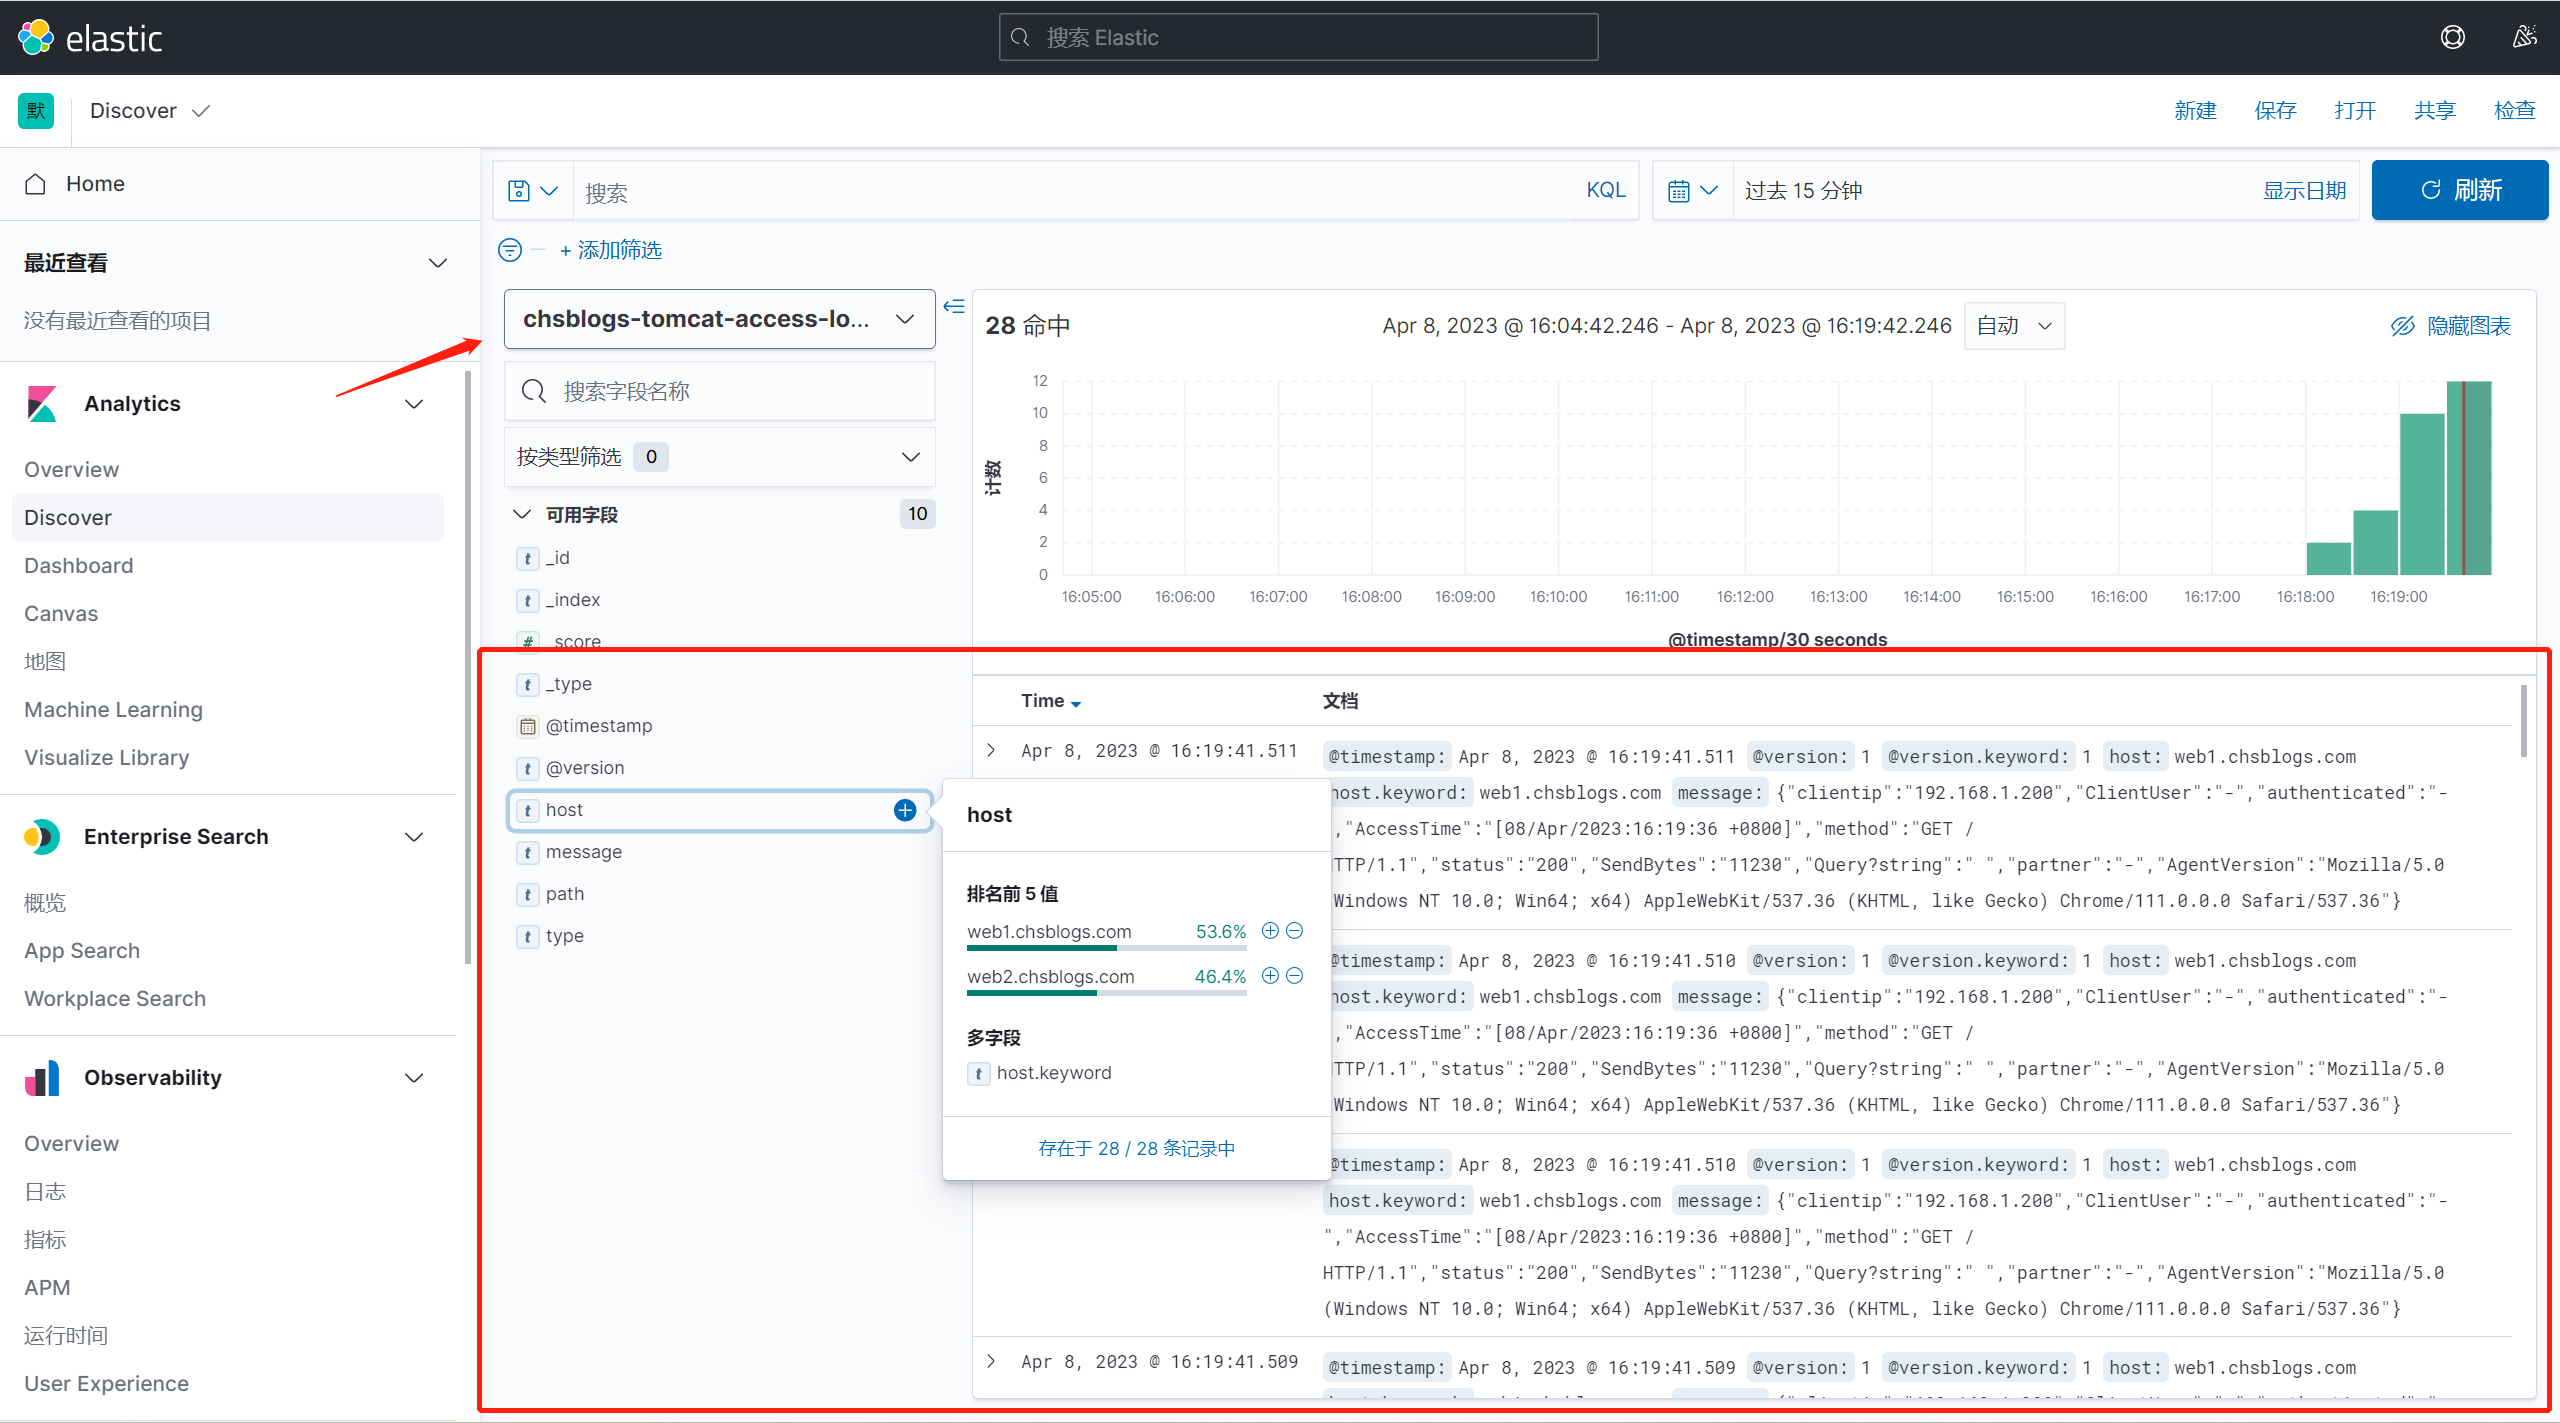 elastic
搜索 Elastic
默
Discover
新建
保存
打开
共享
检查
Home
最近查看
没有最近查看的项目
Analytics
Overview
Discover
Dashboard
Canvas
地图
Machine Learning
Visualize Library
Enterprise Search
概览
App Search
Workplace Search
Observability
Overview
日志
指标
APM
运行时间
User Experience
搜索
KQL
过去 15 分钟
显示日期
刷新
+ 添加筛选
chsblogs-tomcat-access-lo...
搜索字段名称
按类型筛选 0
可用字段 10
t _id
t _index
# _score
t _type
@timestamp
t @version
t host
t message
t path
t type
28 命中
Apr 8, 2023 @ 16:04:42.246 - Apr 8, 2023 @ 16:19:42.246
自动
隐藏图表
计数
12
10
8
6
4
2
0
16:05:00 16:06:00 16:07:00 16:08:00 16:09:00 16:10:00 16:11:00 16:12:00 16:13:00 16:14:00 16:15:00 16:16:00 16:17:00 16:18:00 16:19:00
@timestamp/30 seconds
host
排名前 5 值
web1.chsblogs.com 53.6%
web2.chsblogs.com 46.4%
多字段
t host.keyword
存在于 28 / 28 条记录中
Time 文档
Apr 8, 2023 @ 16:19:41.511
@timestamp: Apr 8, 2023 @ 16:19:41.511 @version: 1 @version.keyword: 1 host: web1.chsblogs.com
host.keyword: web1.chsblogs.com message: {"clientip":"192.168.1.200","ClientUser":"-","authenticated":"-
,"AccessTime":"[08/Apr/2023:16:19:36 +0800]","method":"GET /
TTP/1.1","status":"200","SendBytes":"11230","Query?string":" ","partner":"-","AgentVersion":"Mozilla/5.0
Windows NT 10.0; Win64; x64) AppleWebKit/537.36 (KHTML, like Gecko) Chrome/111.0.0.0 Safari/537.36"}
@timestamp: Apr 8, 2023 @ 16:19:41.510 @version: 1 @version.keyword: 1 host: web1.chsblogs.com
host.keyword: web1.chsblogs.com message: {"clientip":"192.168.1.200","ClientUser":"-","authenticated":"-
,"AccessTime":"[08/Apr/2023:16:19:36 +0800]","method":"GET /
TTP/1.1","status":"200","SendBytes":"11230","Query?string":" ","partner":"-","AgentVersion":"Mozilla/5.0
Windows NT 10.0; Win64; x64) AppleWebKit/537.36 (KHTML, like Gecko) Chrome/111.0.0.0 Safari/537.36"}
@timestamp: Apr 8, 2023 @ 16:19:41.510 @version: 1 @version.keyword: 1 host: web1.chsblogs.com
host.keyword: web1.chsblogs.com message: {"clientip":"192.168.1.200","ClientUser":"-","authenticated":"-
","AccessTime":"[08/Apr/2023:16:19:36 +0800]","method":"GET /
HTTP/1.1","status":"200","SendBytes":"11230","Query?string":" ","partner":"-","AgentVersion":"Mozilla/5.0
(Windows NT 10.0; Win64; x64) AppleWebKit/537.36 (KHTML, like Gecko) Chrome/111.0.0.0 Safari/537.36"}
Apr 8, 2023 @ 16:19:41.509
@timestamp: Apr 8, 2023 @ 16:19:41.509 @version: 1 @version.keyword: 1 host: web1.chsblogs.com